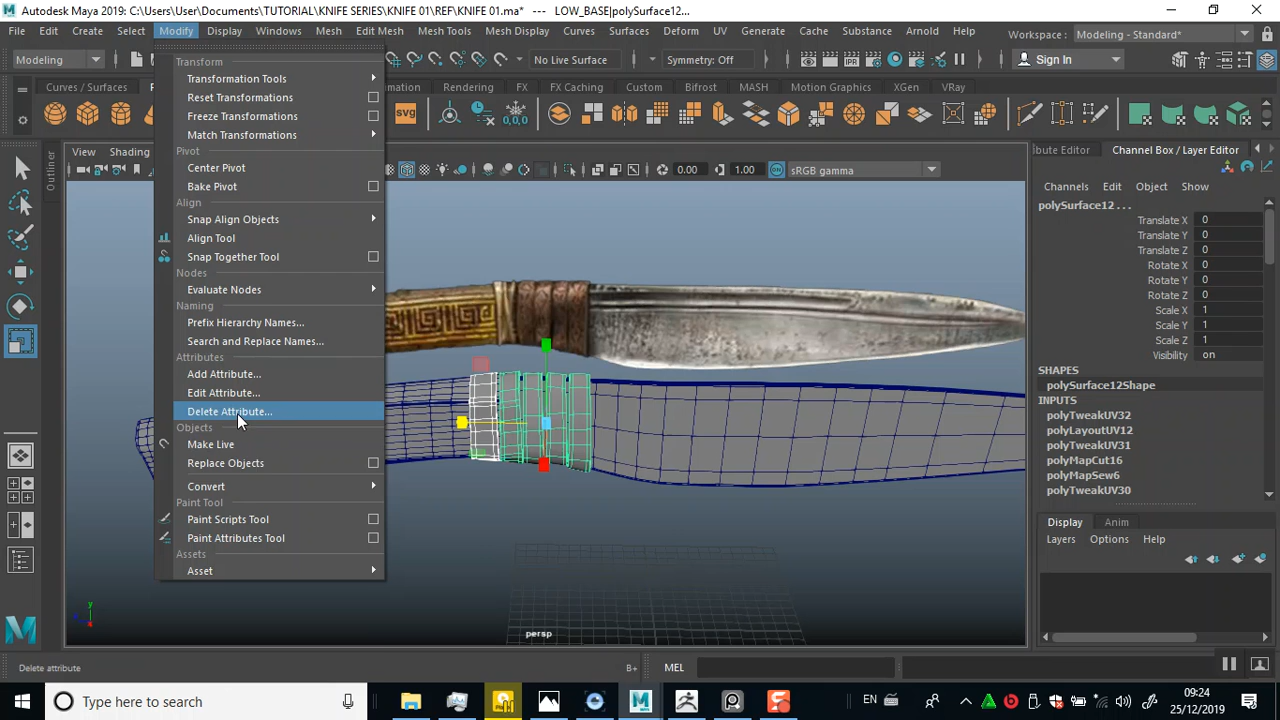 Autodesk Maya 2019: C:\Users\User\Documents\TUTORIAL\KNIFE SERIES\KNIFE 01\REF\KNIFE 01.ma* --- LOW_BASE|polySurface12...
File Edit Create Select Modify Display Windows Mesh Edit Mesh Mesh Tools Mesh Display Curves Surfaces Deform UV Generate Cache Substance Arnold Help Workspace : Modeling - Standard*
Modeling No Live Surface Symmetry: Off Sign In
Curves / Surfaces Rendering FX FX Caching Custom Bifrost MASH Motion Graphics XGen VRay
svg 0,0,0
View Shading 0.00 1.00 ON sRGB gamma
Outliner
Transform
Transformation Tools
Reset Transformations
Freeze Transformations
Match Transformations
Pivot
Center Pivot
Bake Pivot
Align
Snap Align Objects
Align Tool
Snap Together Tool
Nodes
Evaluate Nodes
Naming
Prefix Hierarchy Names...
Search and Replace Names...
Attributes
Add Attribute...
Edit Attribute...
Delete Attribute...
Objects
Make Live
Replace Objects
Convert
Paint Tool
Paint Scripts Tool
Paint Attributes Tool
Assets
Asset
persp
y
Channel Box / Layer Editor
Channels Edit Object Show
polySurface12 . . .
Translate X 0
Translate Y 0
Translate Z 0
Rotate X 0
Rotate Y 0
Rotate Z 0
Scale X 1
Scale Y 1
Scale Z 1
Visibility on
SHAPES
polySurface12Shape
INPUTS
polyTweakUV32
polyLayoutUV12
polyTweakUV31
polyMapCut16
polyMapSew6
polyTweakUV30
Display Anim
Layers Options Help
Delete attribute MEL
Type here to search
EN
09:24
25/12/2019